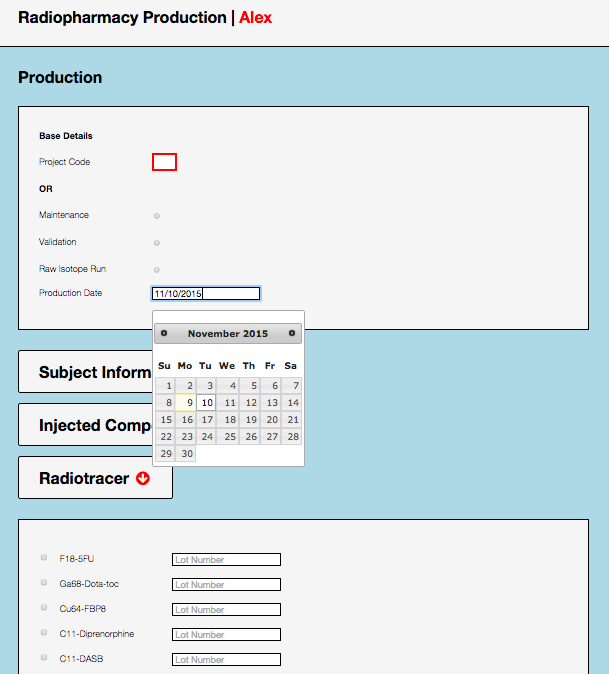 Radiopharmacy Production | Alex
Production
Base Details
Project Code
OR
Maintenance
Validation
Raw Isotope Run
Production Date 11/10/2015
November 2015
Su Mo Tu We Th Fr Sa
1 2 3 4 5 6 7
8 9 10 11 12 13 14
15 16 17 18 19 20 21
22 23 24 25 26 27 28
29 30
Subject Inform
Injected Comp
Radiotracer
F18-5FU Lot Number
Ga68-Dota-toc Lot Number
Cu64-FBP8 Lot Number
C11-Diprenorphine Lot Number
C11-DASB Lot Number